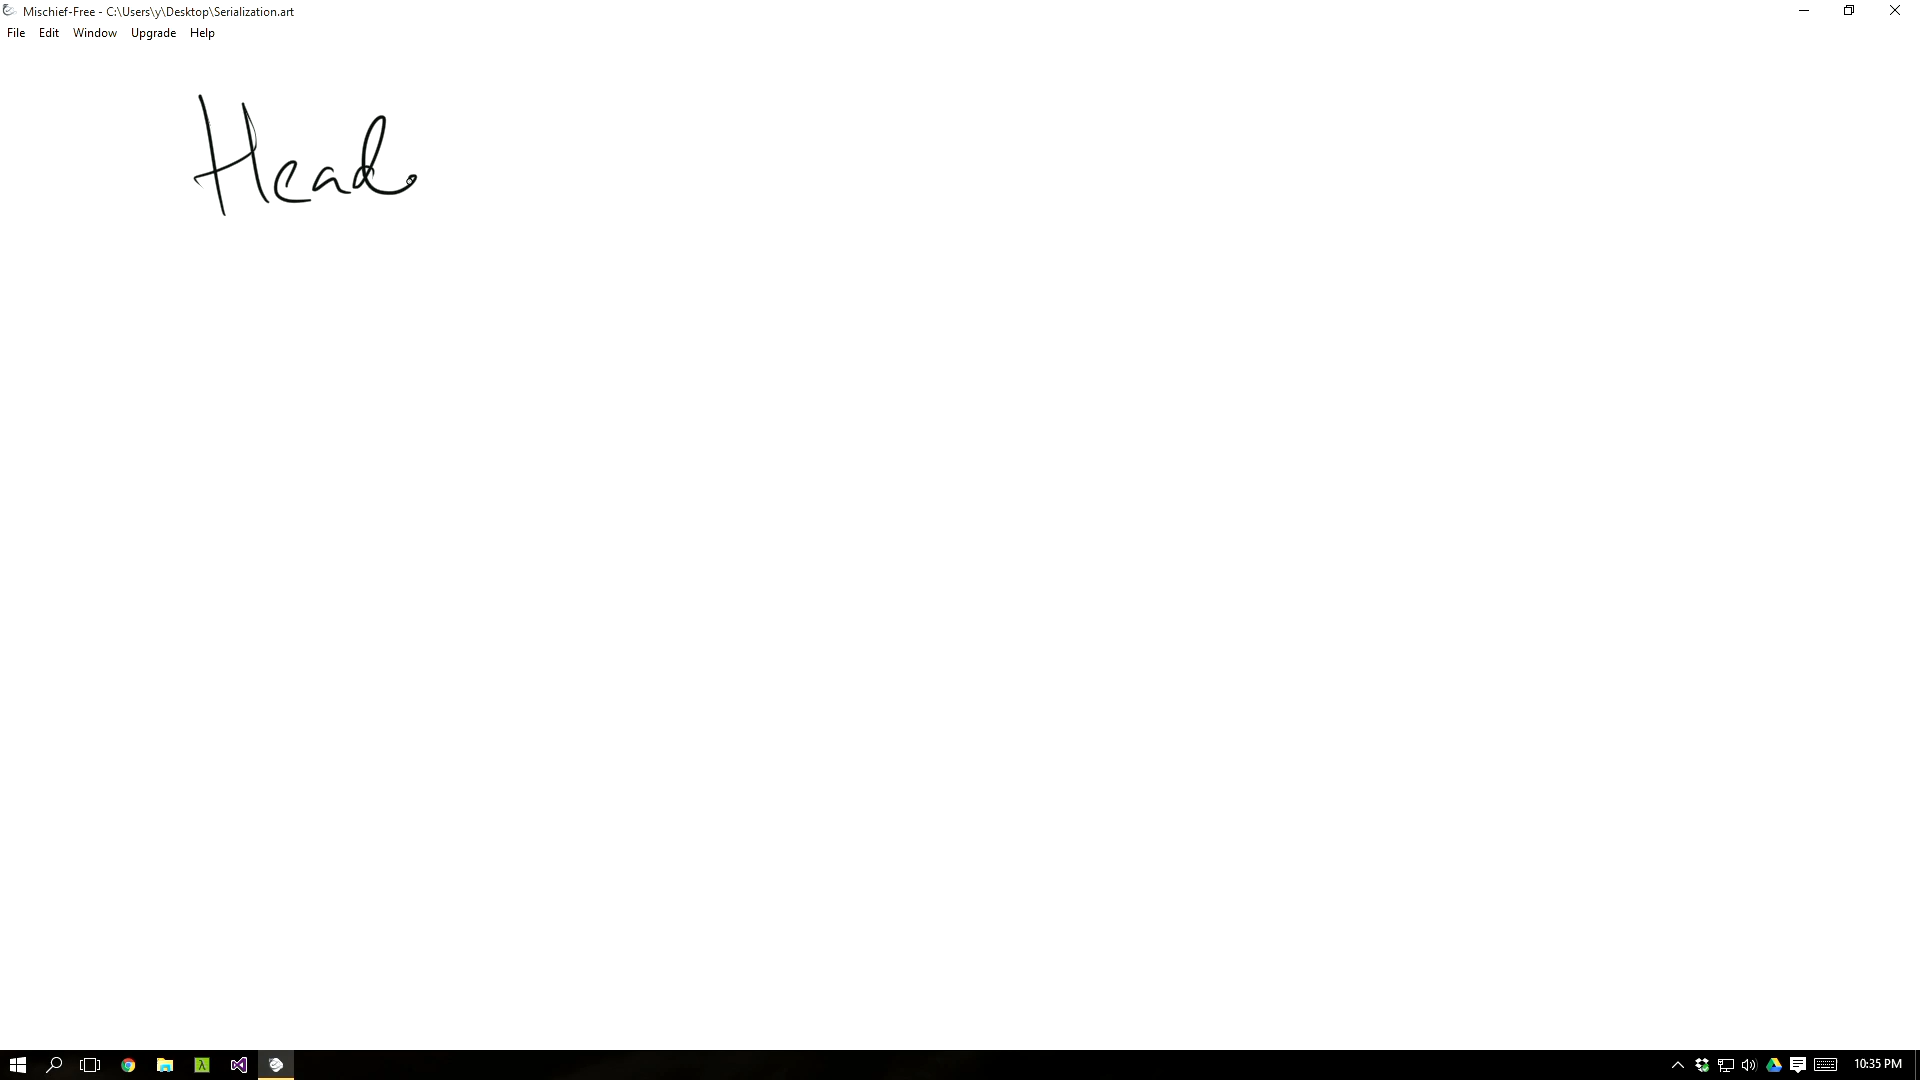 Mischief-Free - C:\Users\y\Desktop\Serialization.art
File Edit Window Upgrade Help
Head
10:35 PM